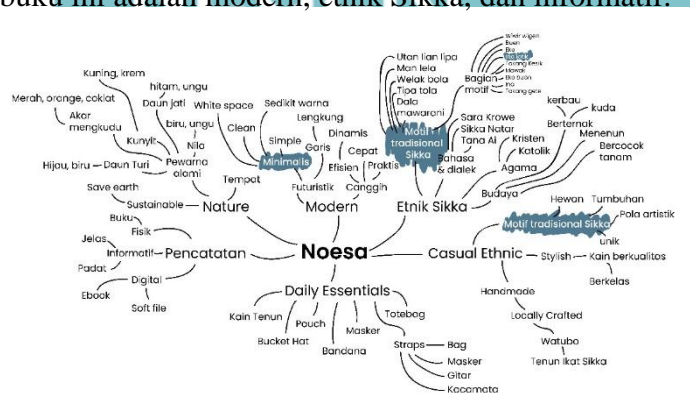 buku ini adalah modern, etnik Sikka, dan informatif.
Kuning, krem
hitam, ungu
Merah, orange, coklat
Daun jati
White space
Sedikit warna
Akar
mengkudu
biru, ungu
Clean
Lengkung
Kunyit
Nila
Simple
Garis
Dinamis
Hijau, biru
Daun Turi
Pewarna
alami
Minimalis
Efisien
Cepat
Praktis
Save earth
Tempat
Futuristik
Canggih
Sustainable
Nature
Modern
Etnik Sikka
Utan lian lipa
Man lela
Welak bola
Tipa tola
Dala
mawarani
Motif
tradisional
Sikka
Bagian
motif
Buen
Mawak
Ina
Sara Krowe
Sikka Natar
Tana Ai
Bahasa
& dialek
kerbau
kuda
Berternak
Kristen
Katolik
Menenun
Agama
Bercocok
tanam
Budaya
Buku
Fisik
Jelas
Informatif
Pencatatan
Padat
Digital
Ebook
Soft file
Noesa
Casual Ethnic
Hewan
Tumbuhan
Motif tradisional Sikka
Pola artistik
unik
Stylish
Kain berkualitas
Berkelas
Handmade
Locally Crafted
Watubo
Tenun Ikat Sikka
Daily Essentials
Kain Tenun
Bucket Hat
Pouch
Bandana
Masker
Totebag
Straps
Bag
Masker
Gitar
Kacamata